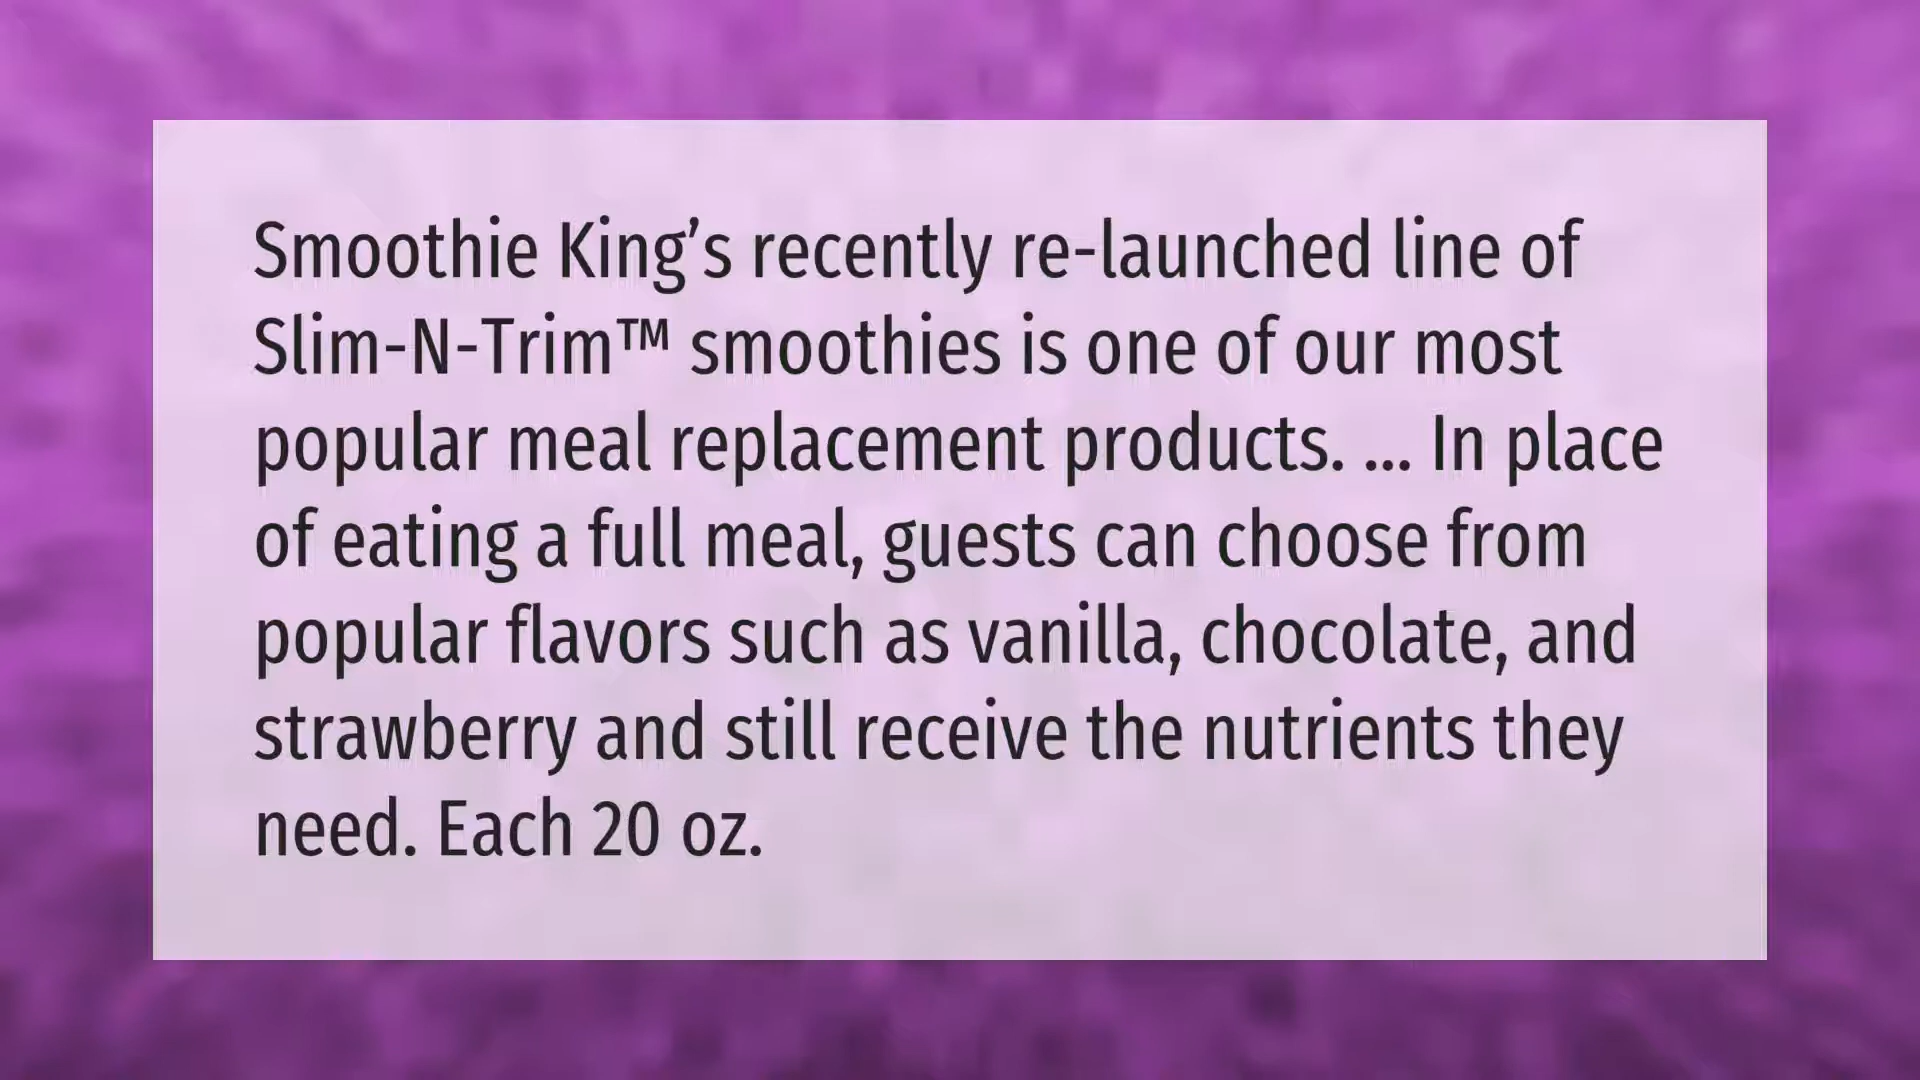 Smoothie King’s recently re-launched line of
Slim-N-Trim™ smoothies is one of our most
popular meal replacement products. ... In place
of eating a full meal, guests can choose from
popular flavors such as vanilla, chocolate, and
strawberry and still receive the nutrients they
need. Each 20 oz.